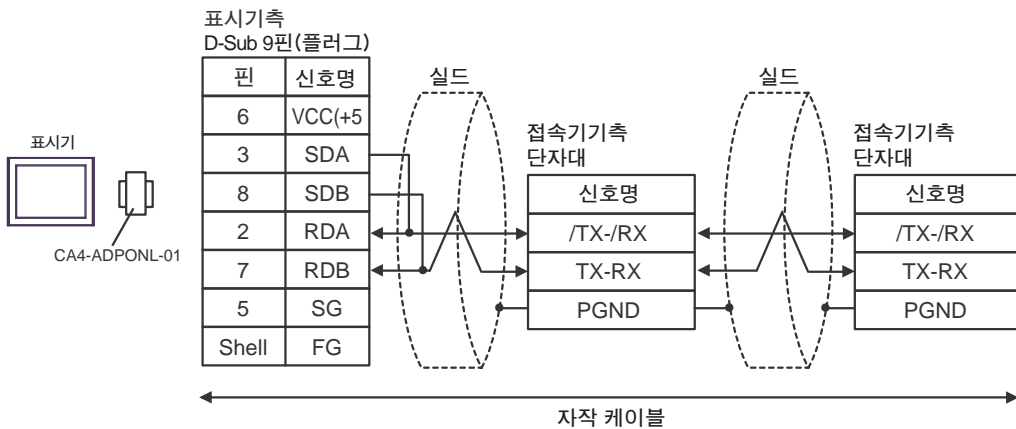 표시기측
D-Sub 9핀(플러그)
핀 신호명
6 VCC(+5
3 SDA
8 SDB
2 RDA
7 RDB
5 SG
Shell FG
표시기
CA4-ADPONL-01
실드
접속기기측
단자대
신호명
/TX-/RX
TX-RX
PGND
실드
접속기기측
단자대
신호명
/TX-/RX
TX-RX
PGND
자작 케이블